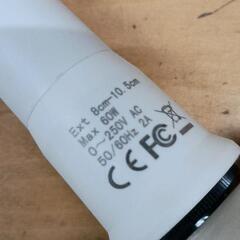 Ext 8cm-10.5cm
Max 60W
0～250V AC
50/60Hz 2A
CE FC